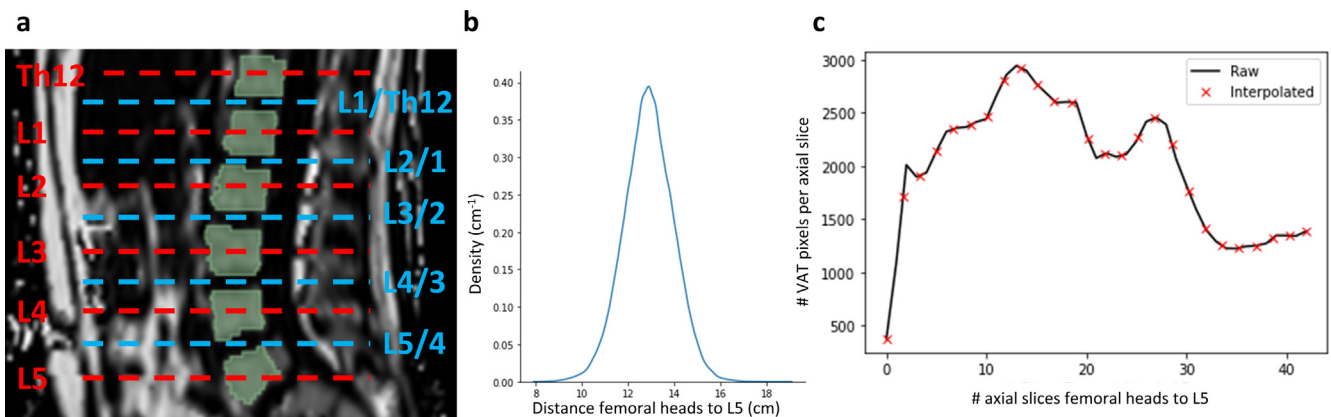 a
Th12
L1/Th12
L1
L2/1
L2
L3/2
L3
L4/3
L4
L5/4
L5
b
Density (cm⁻¹)
0.40
0.35
0.30
0.25
0.20
0.15
0.10
0.05
0.00
8 10 12 14 16 18
Distance femoral heads to L5 (cm)
c
# VAT pixels per axial slice
3000
2500
2000
1500
1000
500
Raw
Interpolated
0 10 20 30 40
# axial slices femoral heads to L5